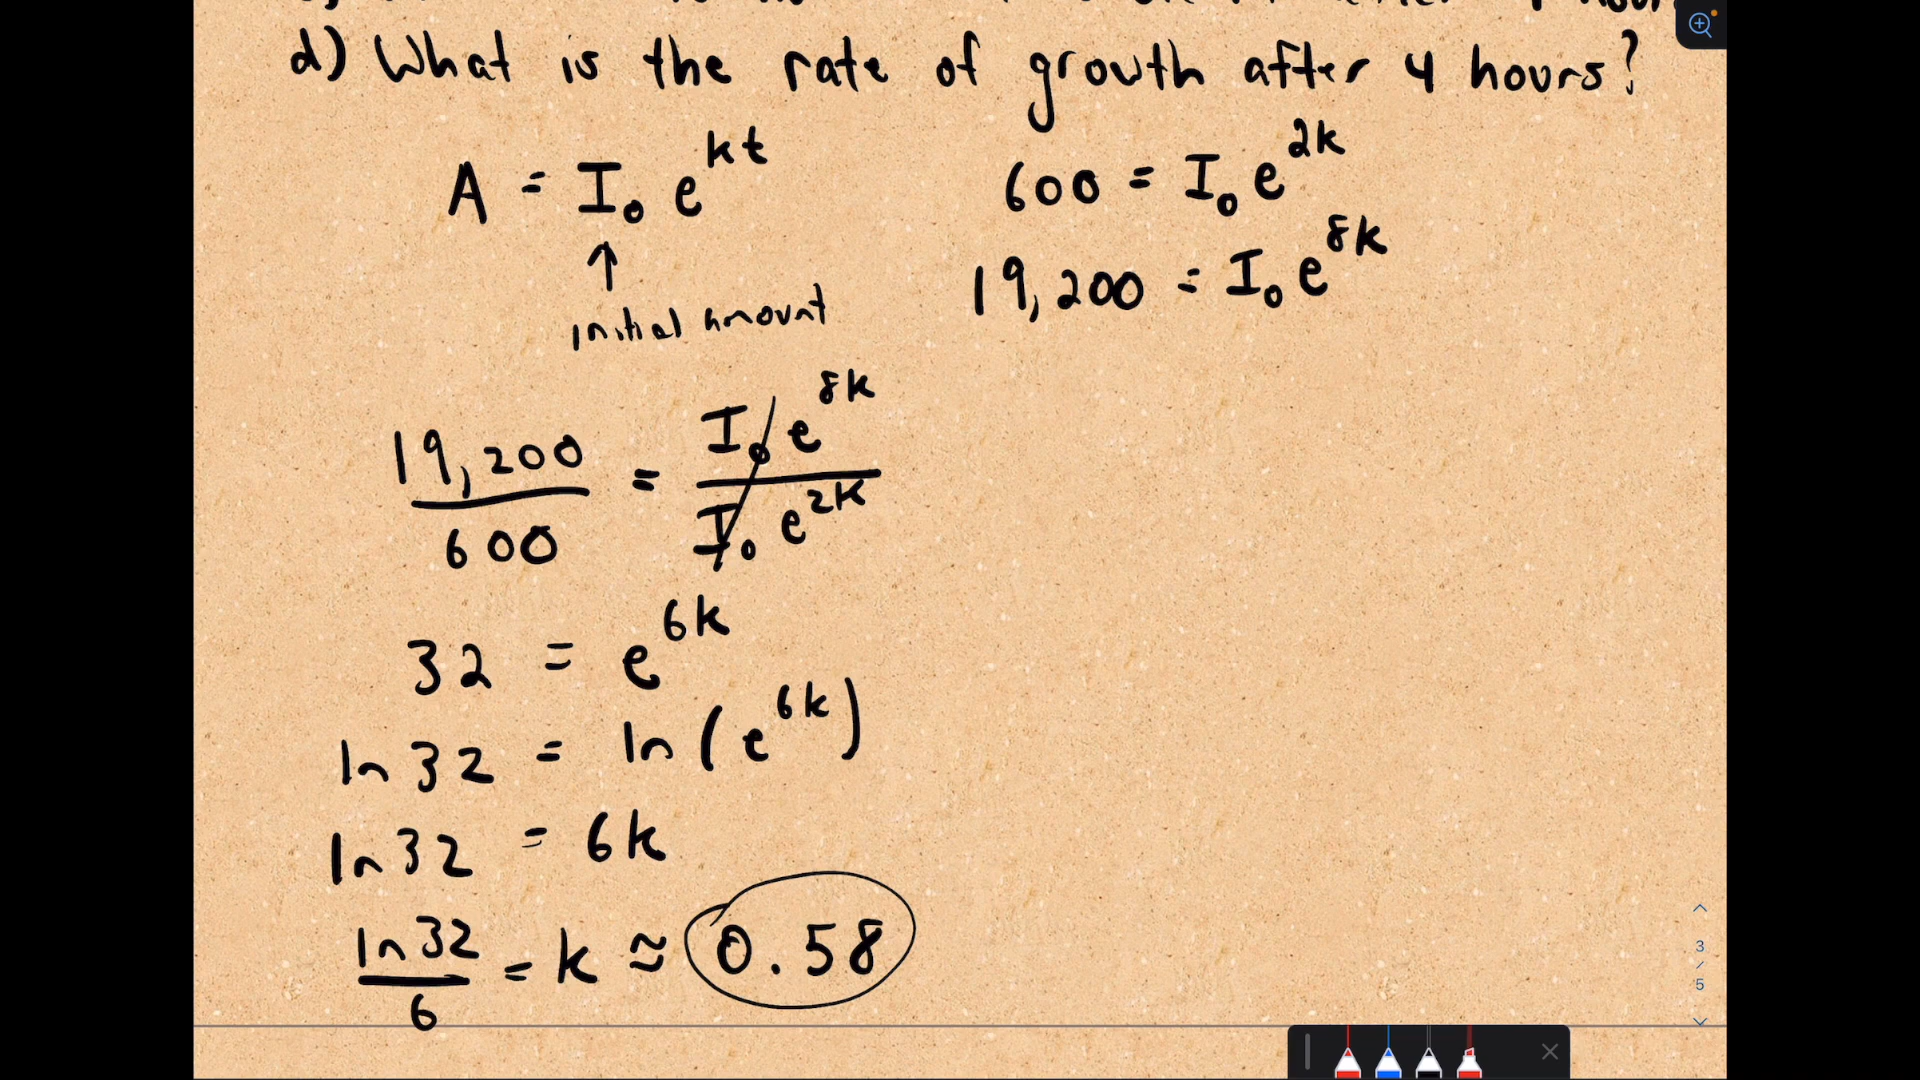 d) What is the rate of growth after 4 hours?
A = I₀ e^kt
↑
initial amount
600 = I₀ e^2k
19,200 = I₀ e^8k
19,200/600 = I₀ e^8k / I₀ e^2k
32 = e^6k
ln 32 = ln (e^6k)
ln 32 = 6k
ln 32/6 = k ≈ 0.58
3
/
5